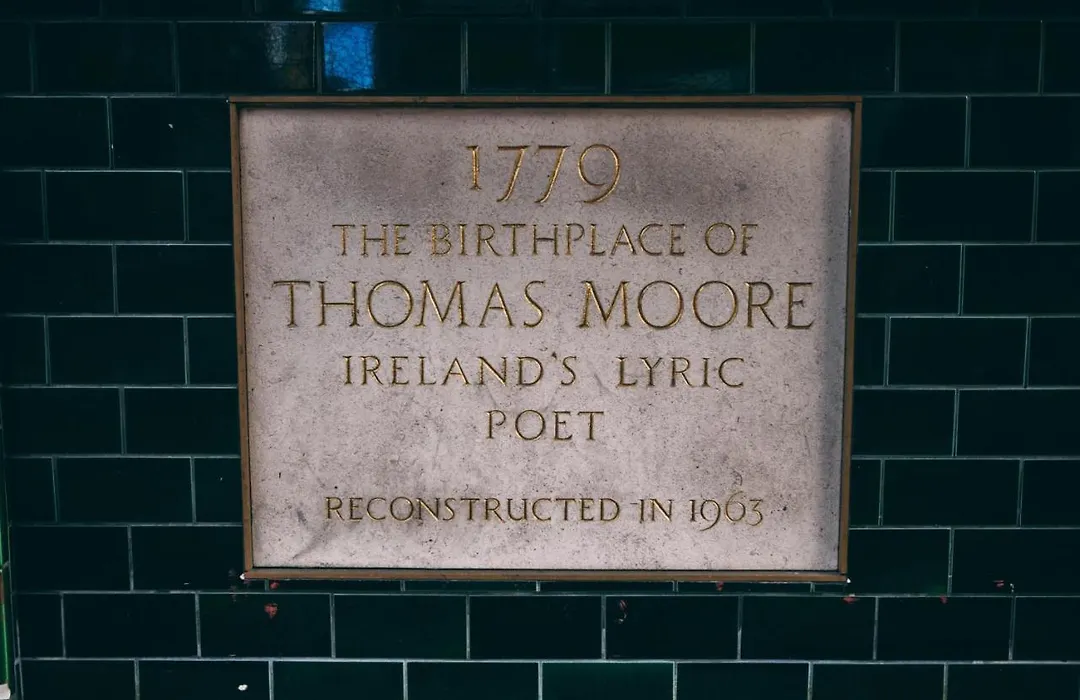 1779
THE BIRTHPLACE OF
THOMAS MOORE
IRELAND'S LYRIC
POET
RECONSTRUCTED IN 1963